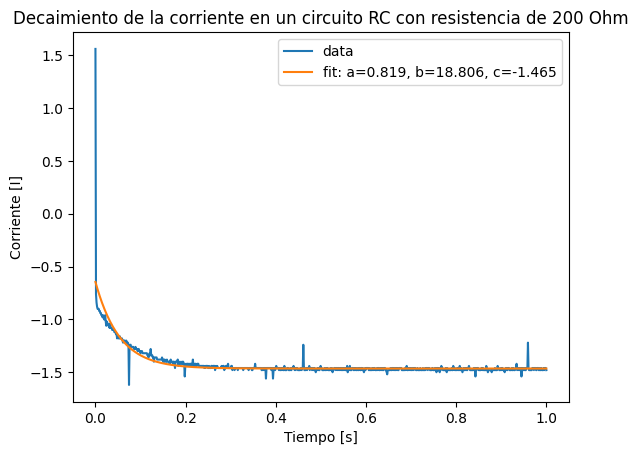 Decaimiento de la corriente en un circuito RC con resistencia de 200 Ohm
data
fit: a=0.819, b=18.806, c=-1.465
1.5
1.0
0.5
0.0
−0.5
−1.0
−1.5
Corriente [I]
0.0 0.2 0.4 0.6 0.8 1.0
Tiempo [s]